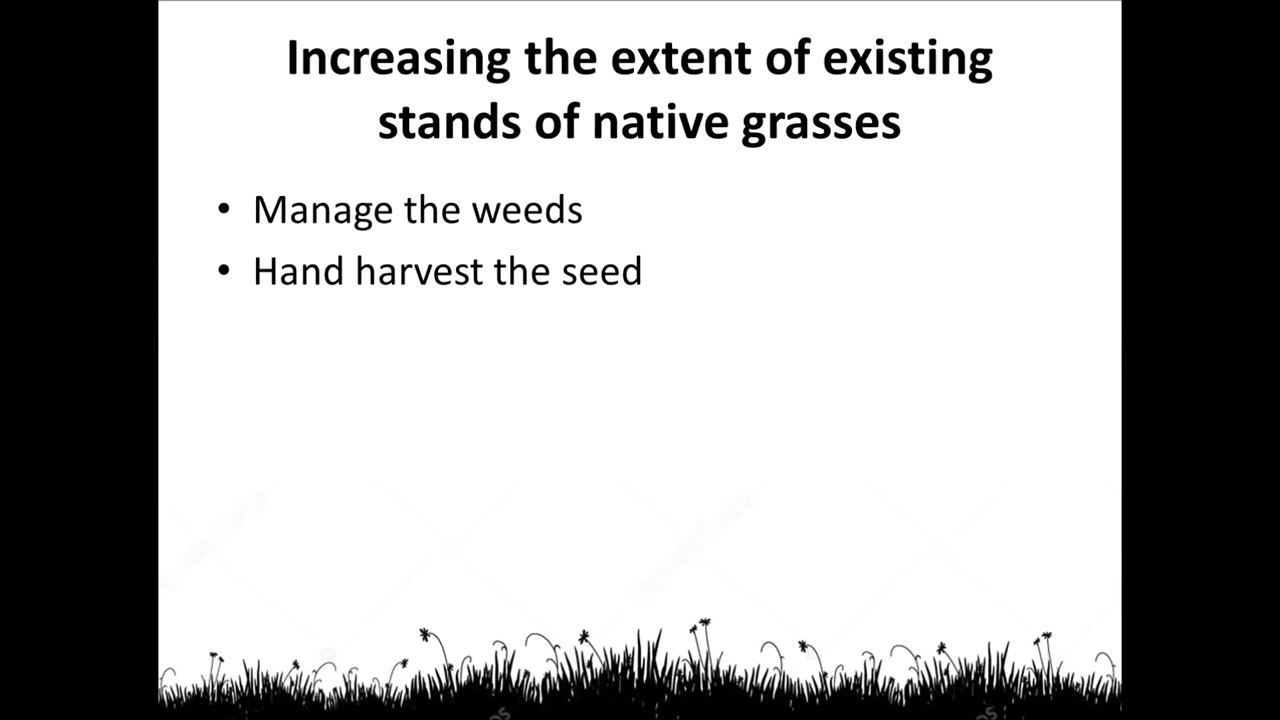 Increasing the extent of existing
stands of native grasses
• Manage the weeds
• Hand harvest the seed